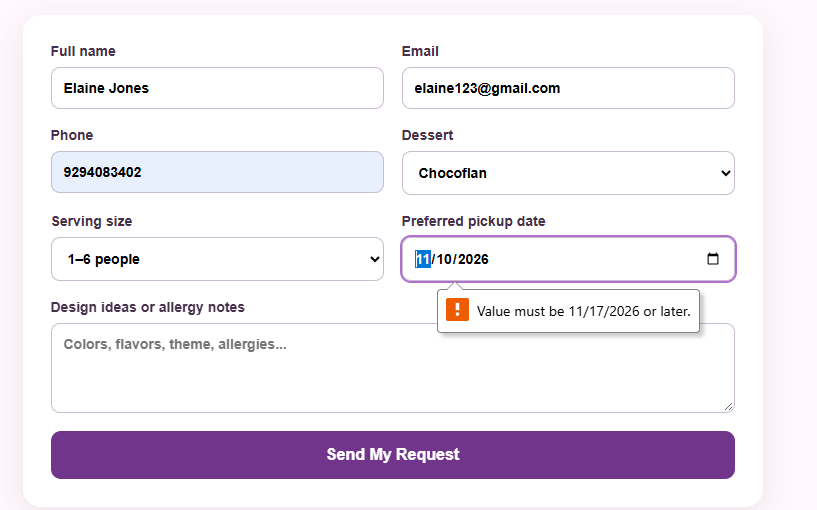 Full name
Email
Elaine Jones
elaine123@gmail.com
Phone
Dessert
9294083402
Chocoflan
Serving size
Preferred pickup date
1–6 people
11/10/2026
Value must be 11/17/2026 or later.
Design ideas or allergy notes
Colors, flavors, theme, allergies...
Send My Request